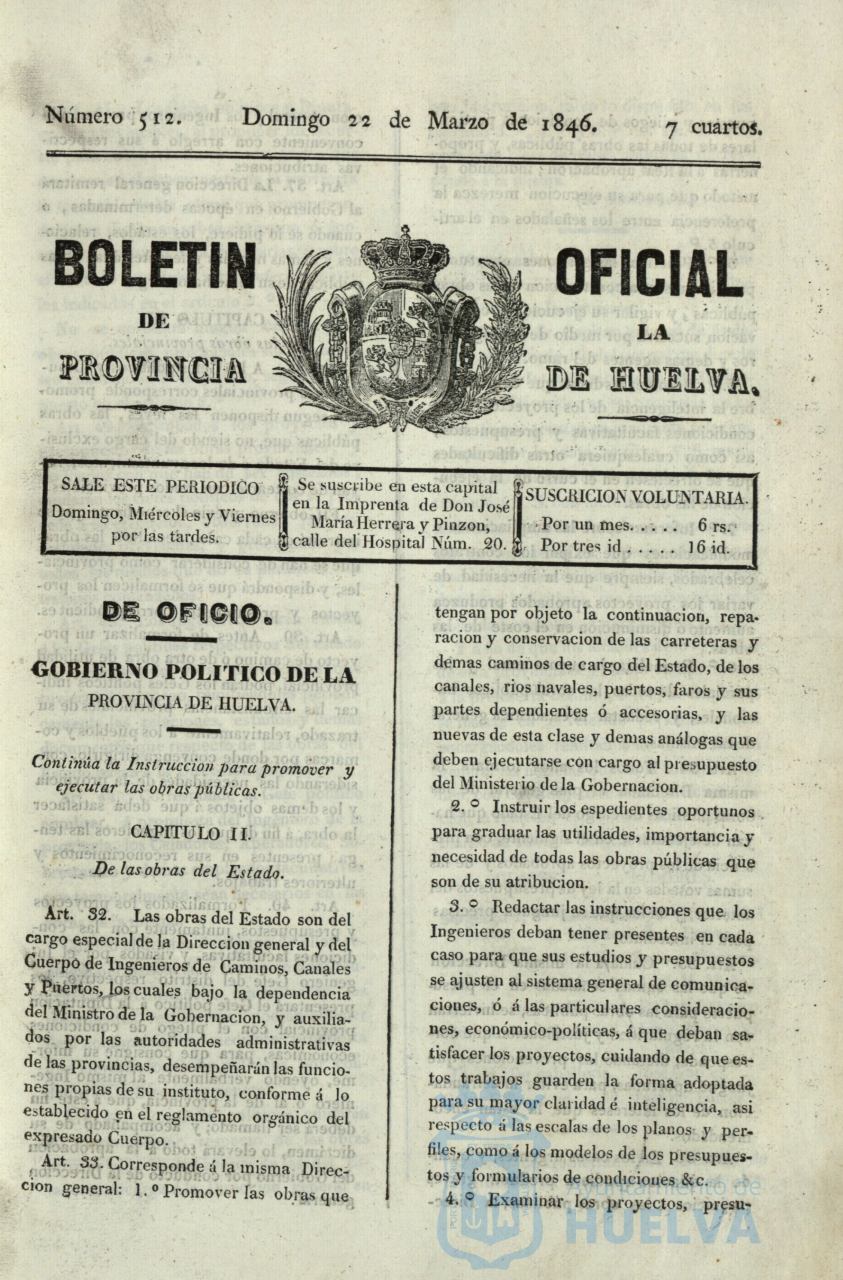 Número 512. Domingo 22 de Marzo de 1846. 7 cuartos.
BOLETIN OFICIAL
DE LA
PROVINCIA DE HUELVA.
SALE ESTE PERIODICO
Domingo, Miércoles y Viernes
por las tardes.
Se suscribe en esta capital
en la Imprenta de Don José
María Herrera y Pinzon,
calle del Hospital Núm. 20.
SUSCRICION VOLUNTARIA.
Por un mes. . . . . 6 rs.
Por tres id . . . . . 16 id.
DE OFICIO.
GOBIERNO POLITICO DE LA
PROVINCIA DE HUELVA.
Continúa la Instruccion para promover y
ejecutar las obras públicas.
CAPITULO II.
De las obras del Estado.
Art. 32. Las obras del Estado son del
cargo especial de la Direccion general y del
Cuerpo de Ingenieros de Caminos, Canales
y Puertos, los cuales bajo la dependencia
del Ministro de la Gobernacion, y auxilia-
dos por las autoridades administrativas
de las provincias, desempeñarán las funcio-
nes propias de su instituto, conforme á lo
establecido en el reglamento orgánico del
expresado Cuerpo.
Art. 33. Corresponde á la misma Direc-
cion general: 1.º Promover las obras que
tengan por objeto la continuacion, repa-
racion y conservacion de las carreteras y
demas caminos de cargo del Estado, de los
canales, rios navales, puertos, faros y sus
partes dependientes ó accesorias, y las
nuevas de esta clase y demas análogas que
deben ejecutarse con cargo al presupuesto
del Ministerio de la Gobernacion.
2.º Instruir los espedientes oportunos
para graduar las utilidades, importancia y
necesidad de todas las obras públicas que
son de su atribucion.
3.º Redactar las instrucciones que los
Ingenieros deban tener presentes en cada
caso para que sus estudios y presupuestos
se ajusten al sistema general de comunica-
ciones, ó á las particulares consideracio-
nes, económico-políticas, á que deban sa-
tisfacer los proyectos, cuidando de que es-
tos trabajos guarden la forma adoptada
para su mayor claridad é inteligencia, asi
respecto á las escalas de los planos y per-
files, como á los modelos de los presupues-
tos y formularios de condiciones &c.
4.º Examinar los proyectos, presu-
Ayuntamiento de
HUELVA